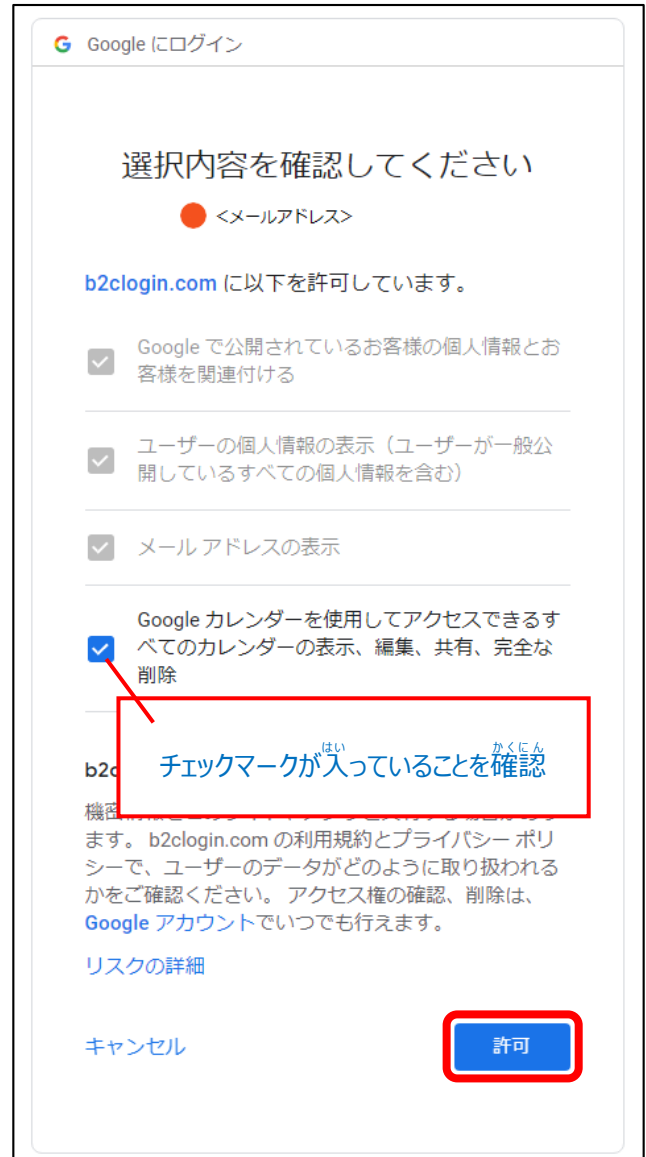 G Google にログイン
選択内容を確認してください
<メールアドレス>
b2clogin.com に以下を許可しています。
Google で公開されているお客様の個人情報とお
客様を関連付ける
ユーザーの個人情報の表示（ユーザーが一般公
開しているすべての個人情報を含む）
メール アドレスの表示
Google カレンダーを使用してアクセスできるす
べてのカレンダーの表示、編集、共有、完全な
削除
はい かくにん
チェックマークが入っていることを確認
b2c
ます。 b2clogin.com の利用規約とプライバシー ポリ
シーで、ユーザーのデータがどのように取り扱われる
かをご確認ください。 アクセス権の確認、削除は、
Google アカウントでいつでも行えます。
リスクの詳細
キャンセル
許可